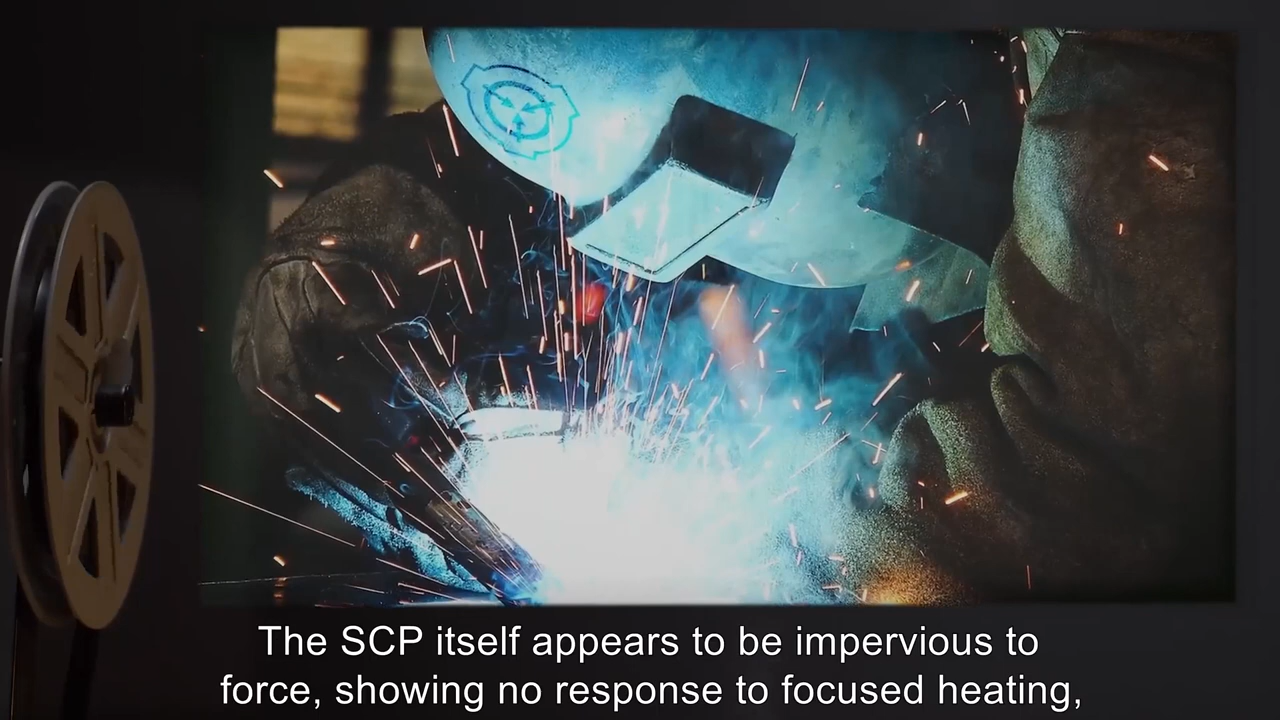 The SCP itself appears to be impervious to
force, showing no response to focused heating,